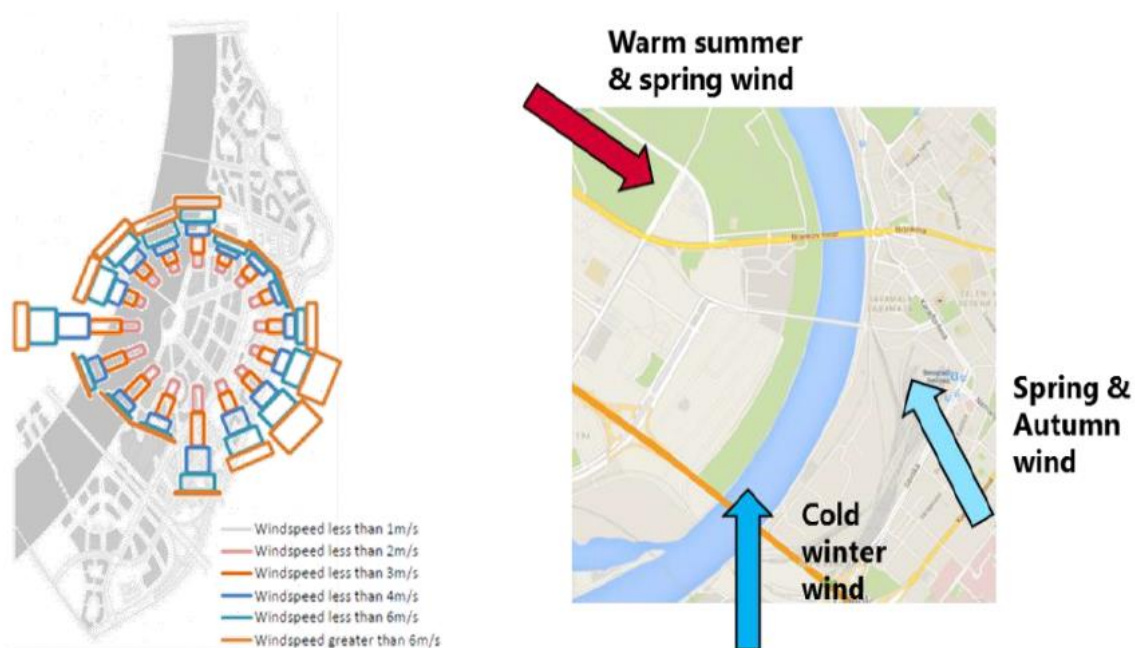 Warm summer
& spring wind
Spring &
Autumn
wind
Cold
winter
wind
Windspeed less than 1m/s
Windspeed less than 2m/s
Windspeed less than 3m/s
Windspeed less than 4m/s
Windspeed less than 6m/s
Windspeed greater than 6m/s